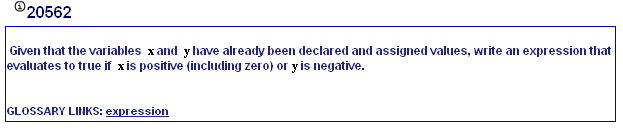 20562
Given that the variables x and y have already been declared and assigned values, write an expression that
evaluates to true if x is positive (including zero) or y is negative.
GLOSSARY LINKS: expression